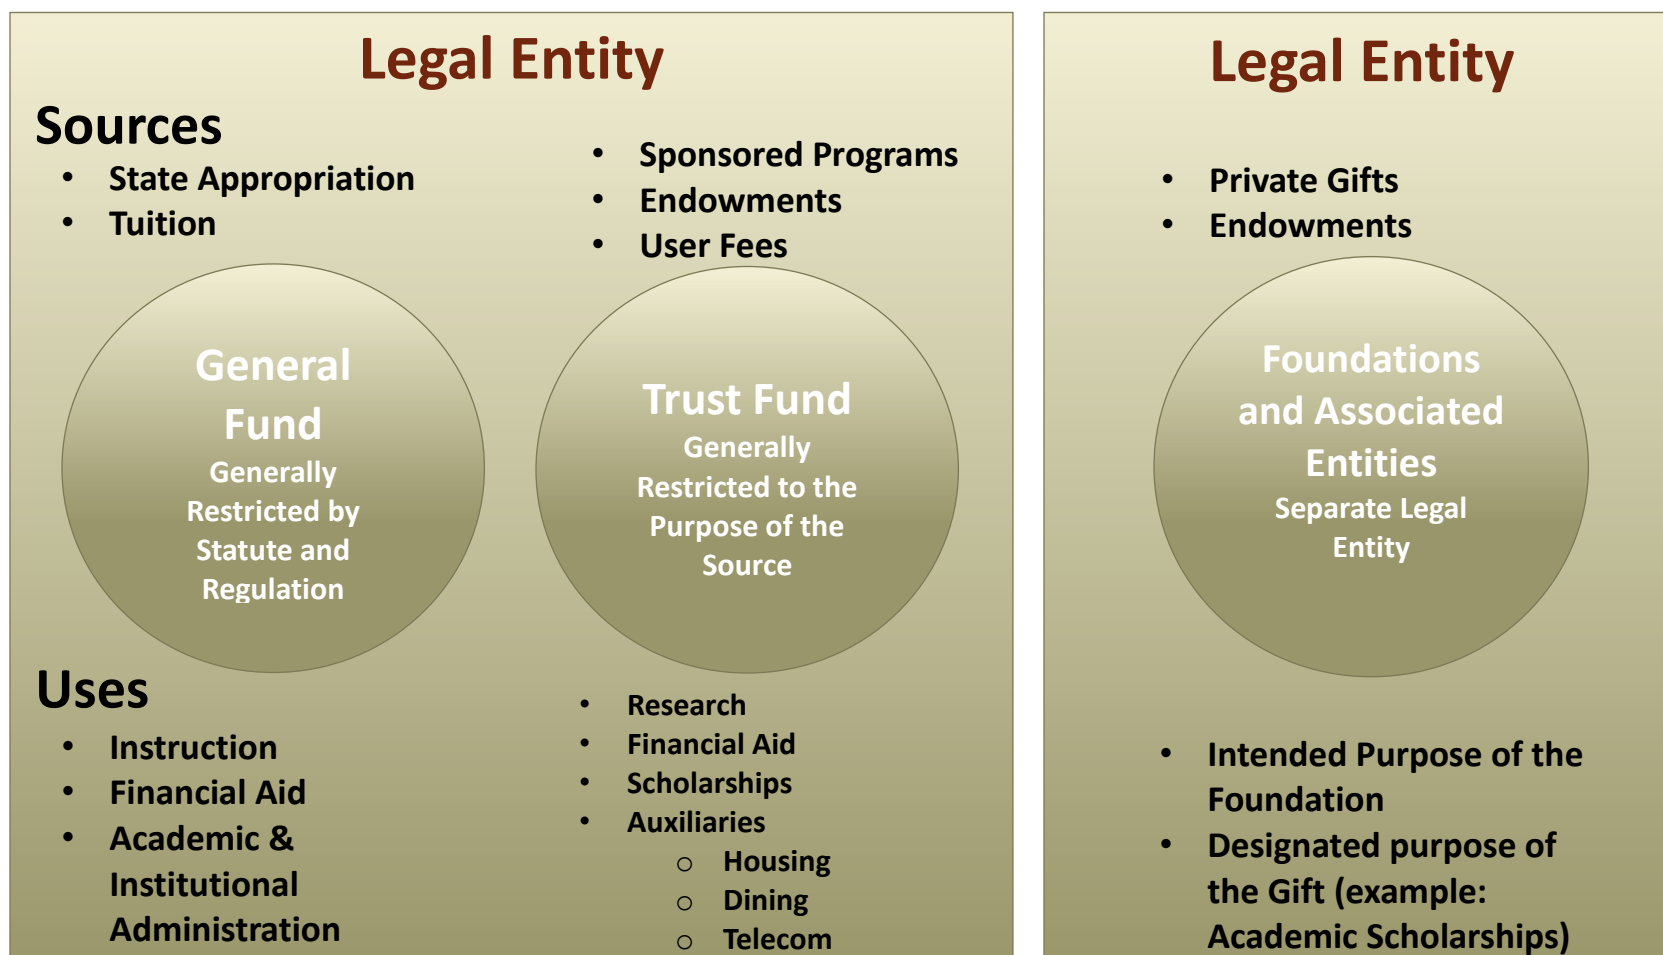 Legal Entity
Sources
• State Appropriation
• Tuition
• Sponsored Programs
• Endowments
• User Fees
General
Fund
Generally
Restricted by
Statute and
Regulation
Trust Fund
Generally
Restricted to the
Purpose of the
Source
Uses
• Instruction
• Financial Aid
• Academic &
Institutional
Administration
• Research
• Financial Aid
• Scholarships
• Auxiliaries
o Housing
o Dining
o Telecom
Legal Entity
• Private Gifts
• Endowments
Foundations
and Associated
Entities
Separate Legal
Entity
• Intended Purpose of the
Foundation
• Designated purpose of
the Gift (example:
Academic Scholarships)